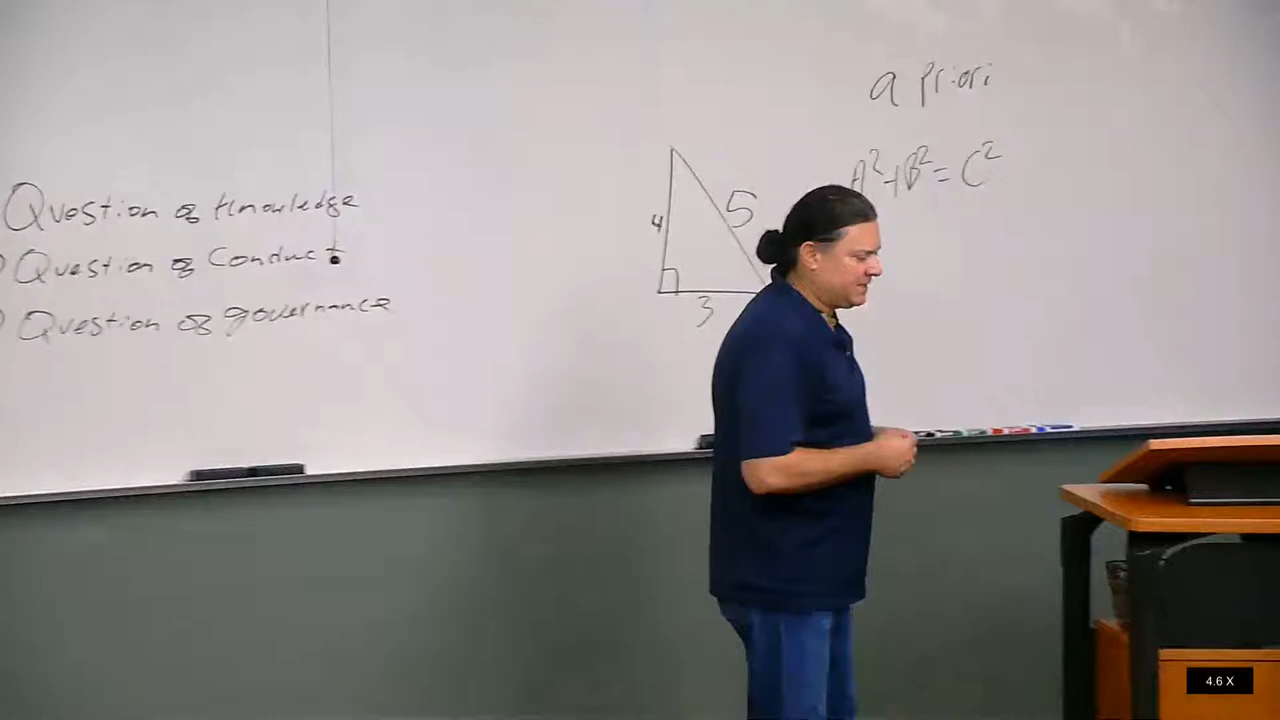 Question of Knowledge
) Question of Conduct
) Question of governance
4
5
3
a Priori
A²+B²=C²
4.6 X